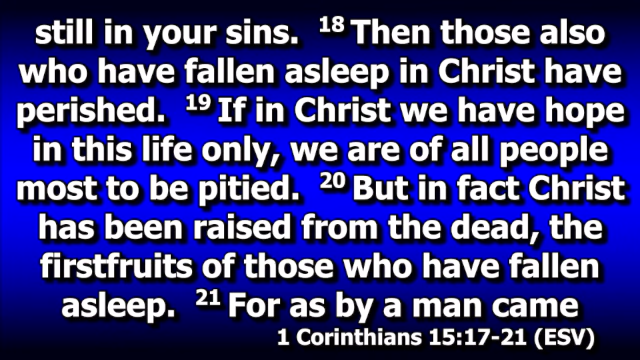 still in your sins. 18 Then those also
who have fallen asleep in Christ have
perished. 19 If in Christ we have hope
in this life only, we are of all people
most to be pitied. 20 But in fact Christ
has been raised from the dead, the
firstfruits of those who have fallen
asleep. 21 For as by a man came
1 Corinthians 15:17-21 (ESV)